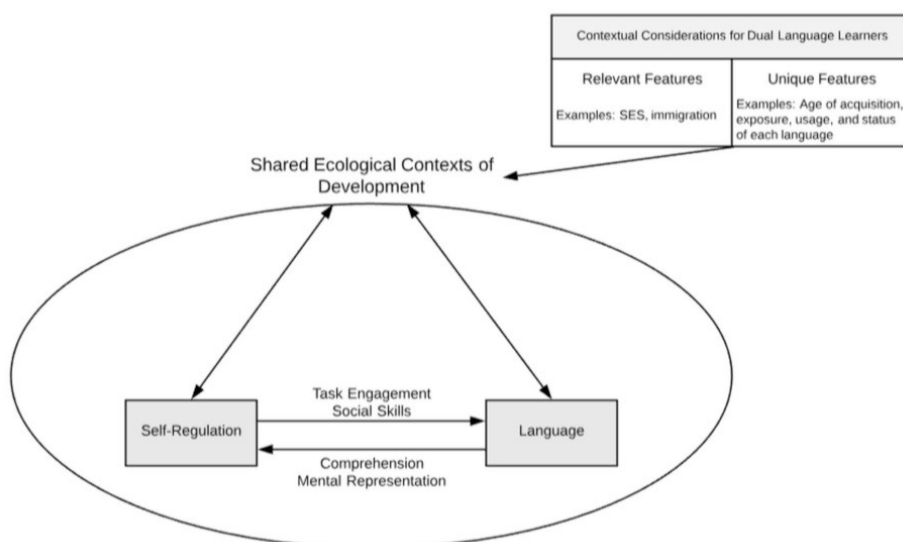 Contextual Considerations for Dual Language Learners
Relevant Features
Examples: SES, immigration
Unique Features
Examples: Age of acquisition,
exposure, usage, and status
of each language
Shared Ecological Contexts of
Development
Task Engagement
Social Skills
Self-Regulation
Language
Comprehension
Mental Representation